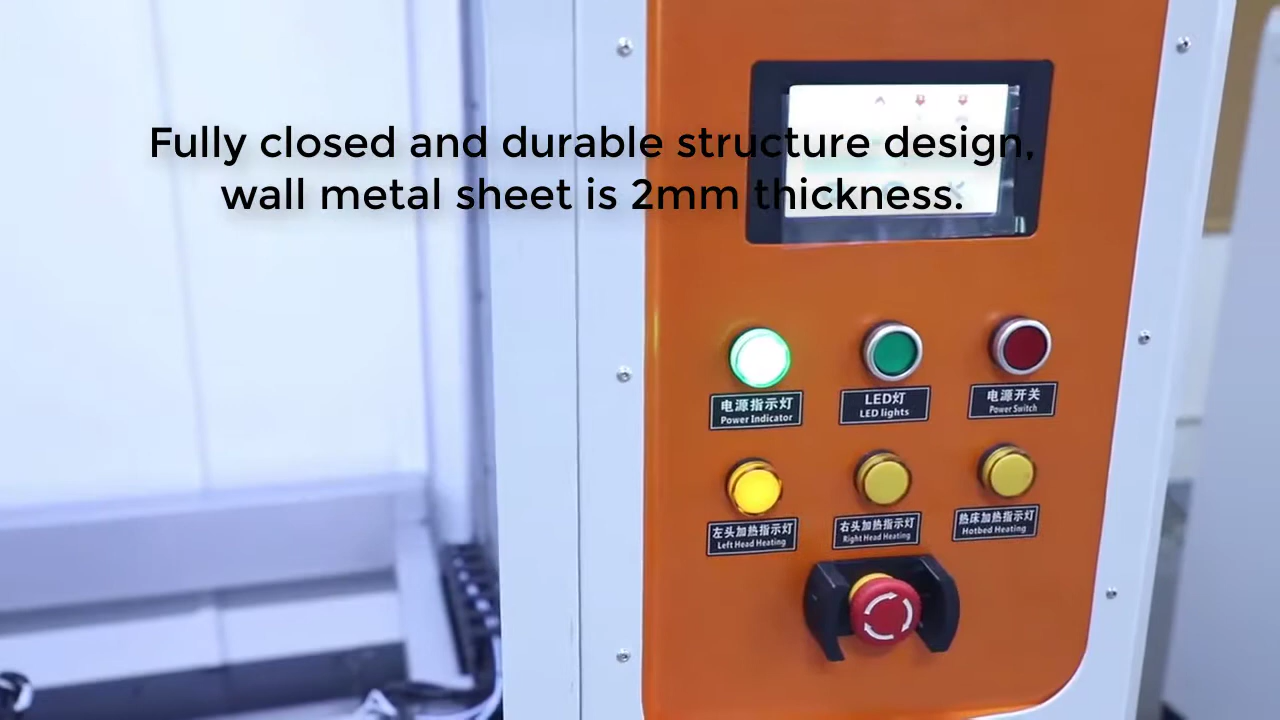 Fully closed and durable structure design,
wall metal sheet is 2mm thickness.
电源指示灯
Power Indicator
LED灯
LED lights
电源开关
Power Switch
左头加热指示灯
Left Head Heating
右头加热指示灯
Right Head Heating
热床加热指示灯
Hotbed Heating